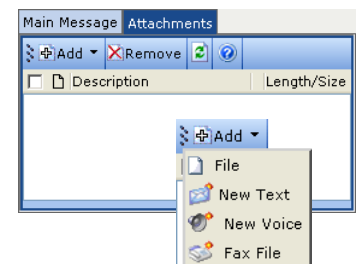 Main Message Attachments
Add Remove
Description Length/Size
Add
File
New Text
New Voice
Fax File